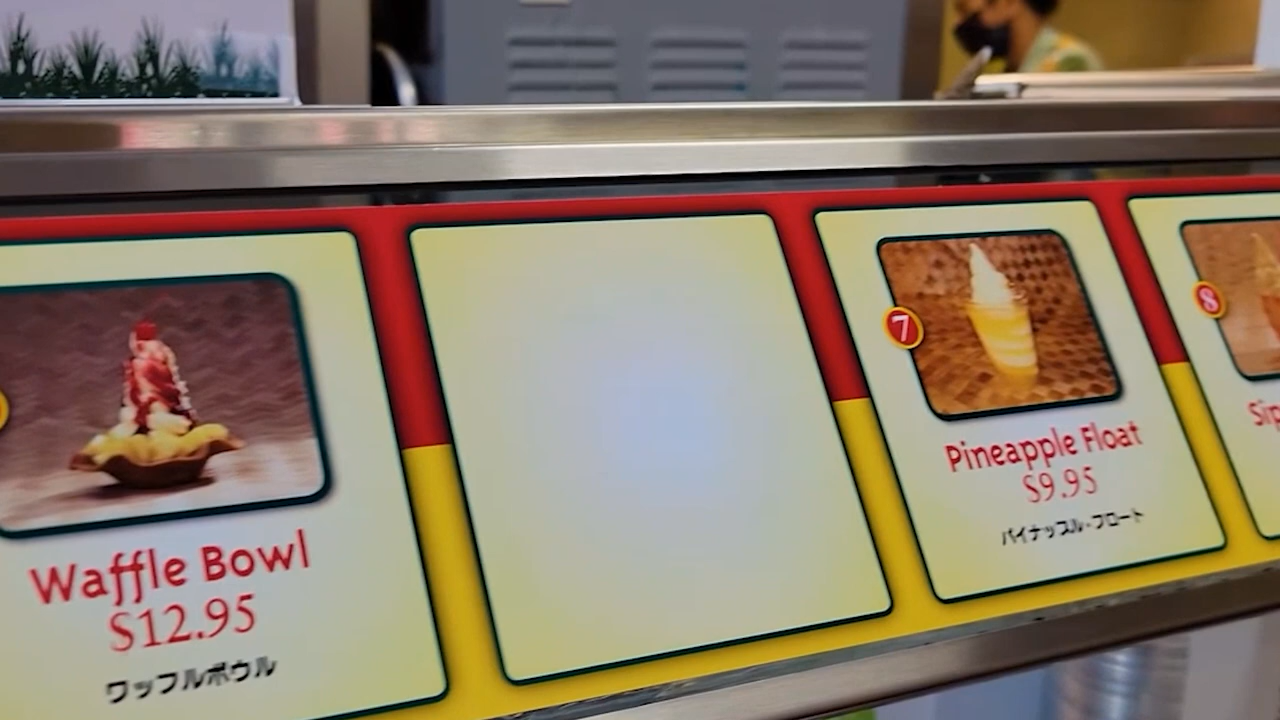 Waffle Bowl
$12.95
ワッフルボウル
7
Pineapple Float
$9.95
パイナップル・フロート
8